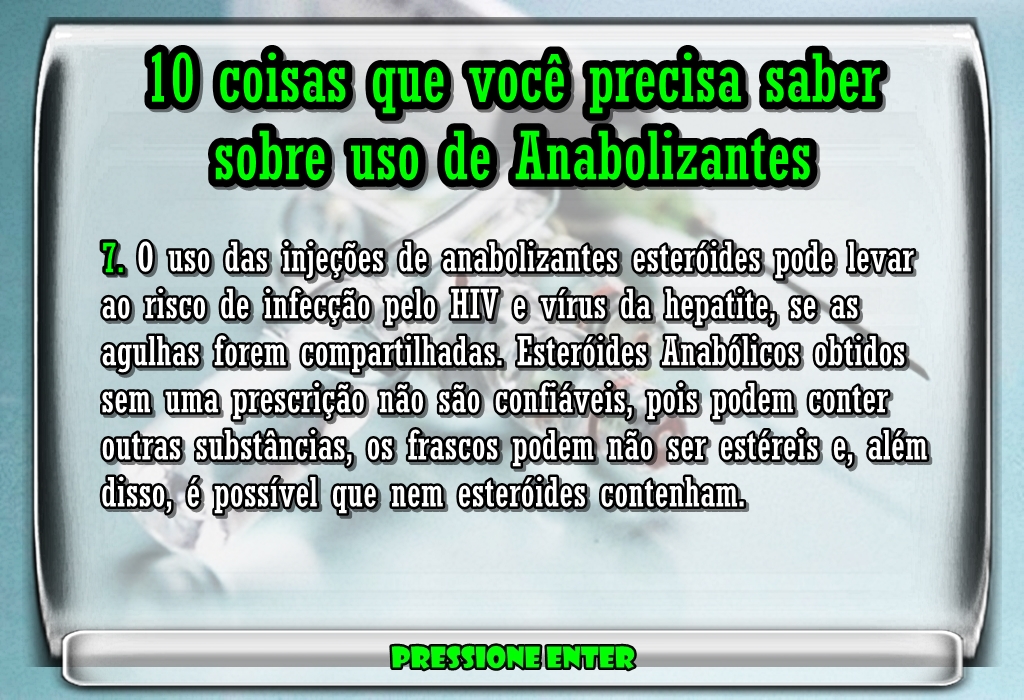 10 coisas que você precisa saber
sobre uso de Anabolizantes
7. O uso das injeções de anabolizantes esteróides pode levar
ao risco de infecção pelo HIV e vírus da hepatite, se as
agulhas forem compartilhadas. Esteróides Anabólicos obtidos
sem uma prescrição não são confiáveis, pois podem conter
outras substâncias, os frascos podem não ser estéreis e, além
disso, é possível que nem esteróides contenham.
PRESSIONE ENTER